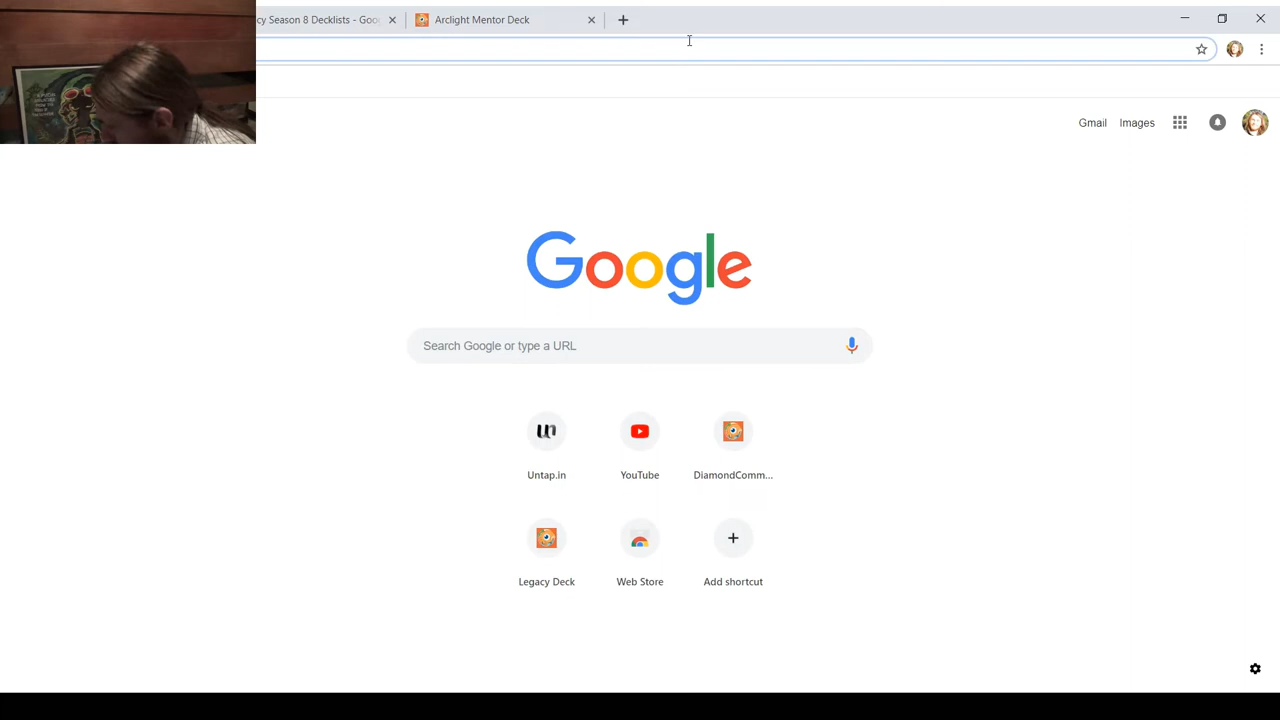 cy Season 8 Decklists - Goo
Arclight Mentor Deck
Gmail
Images
Google
Search Google or type a URL
Untap.in
YouTube
DiamondComm...
Legacy Deck
Web Store
Add shortcut